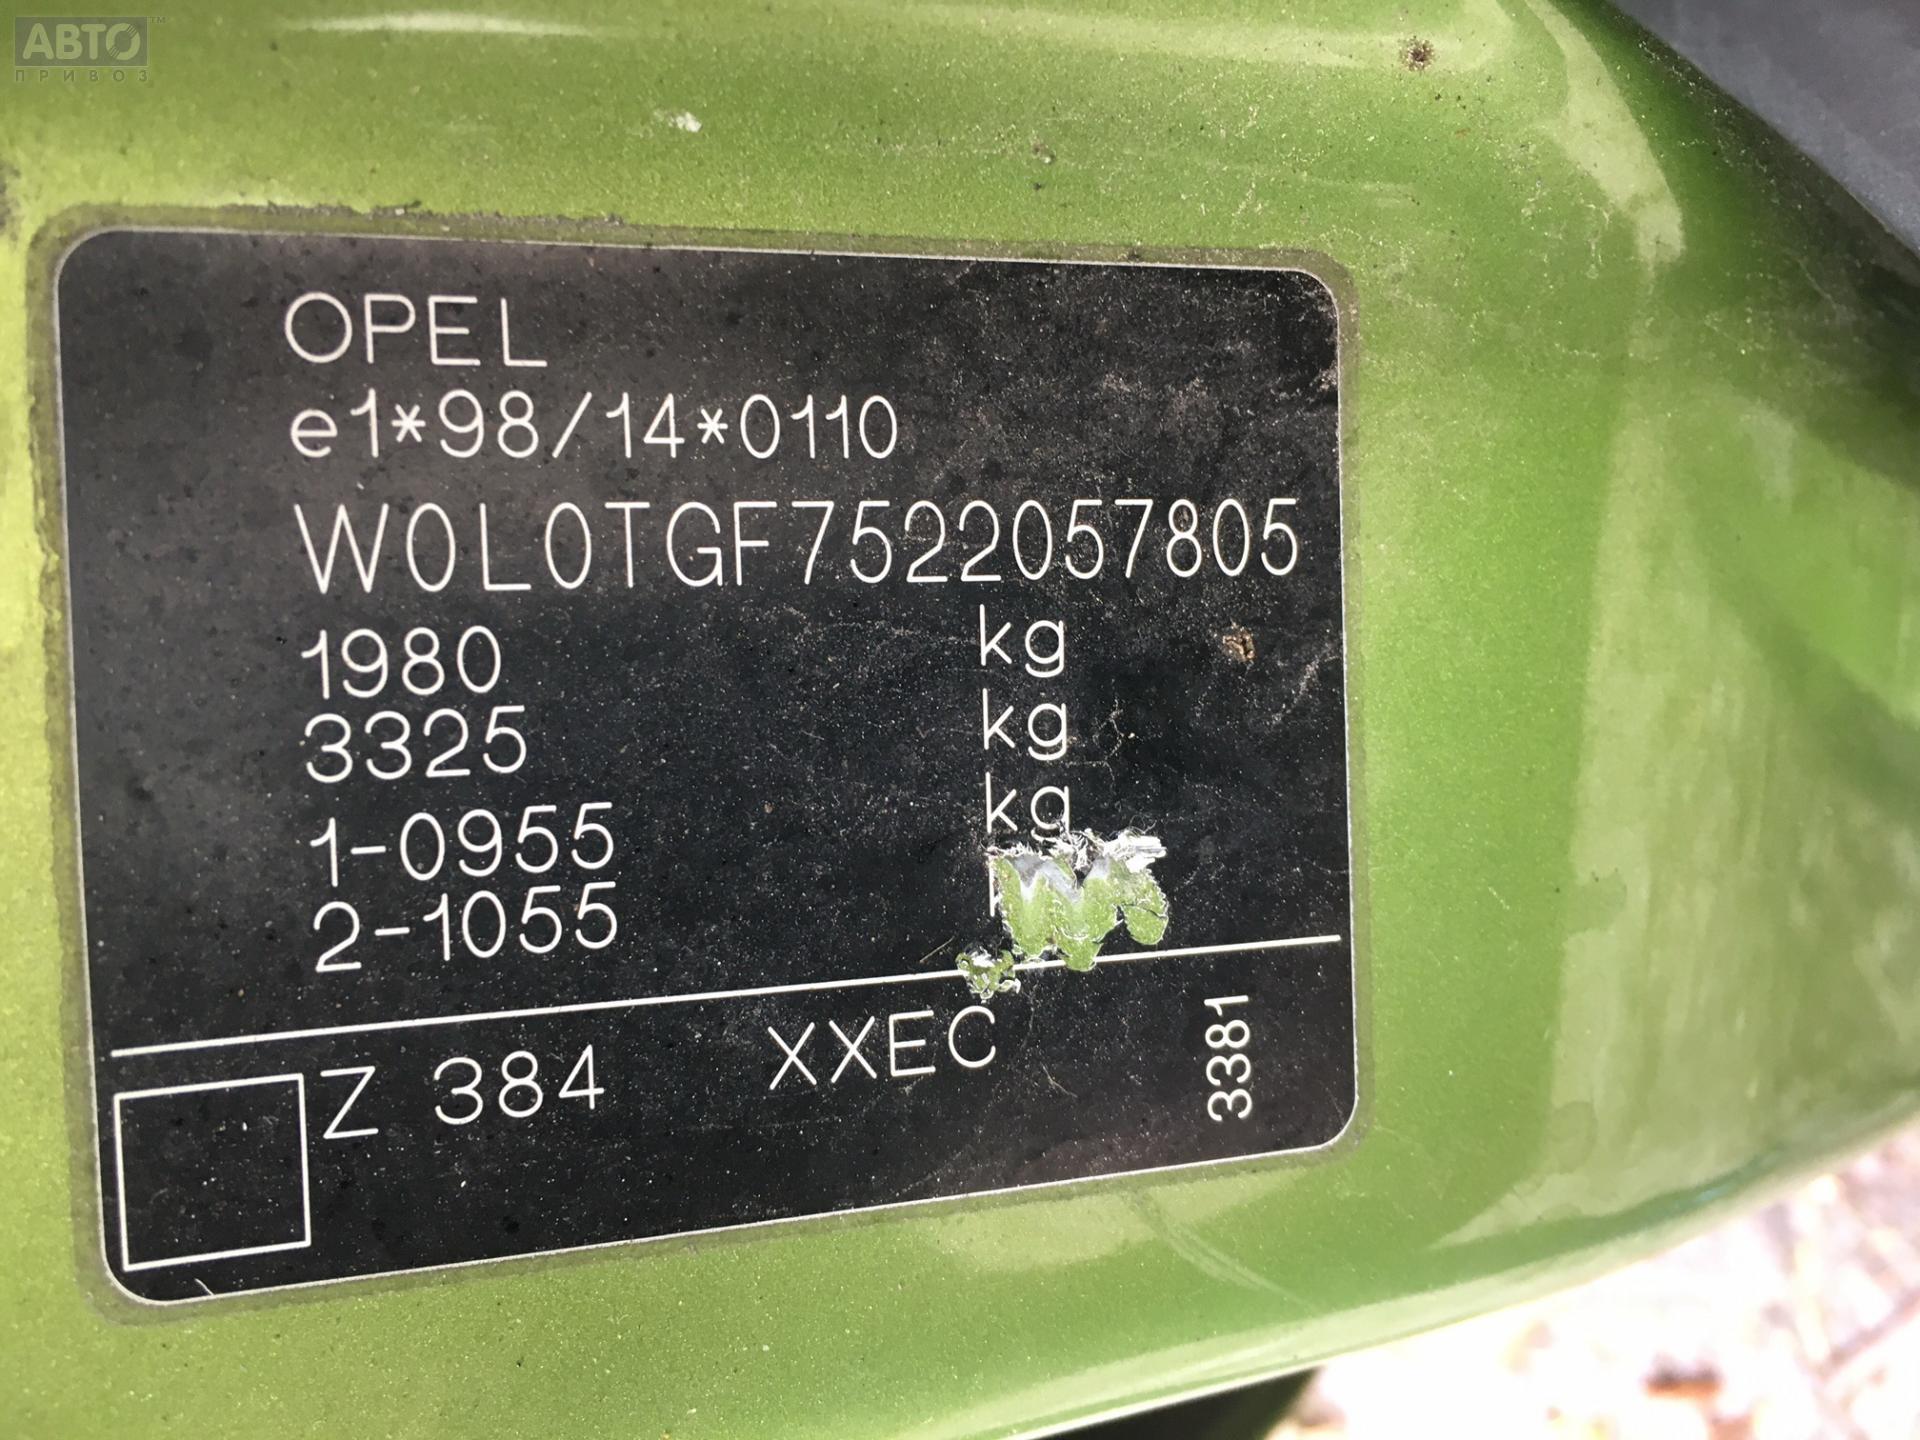 АВТО™
ПРИВОЗ
OPEL
e1*98/14*0110
W0L0TGF7522057805
1980 kg
3325 kg
1-0955 kg
2-1055
Z 384 XXEC 3381